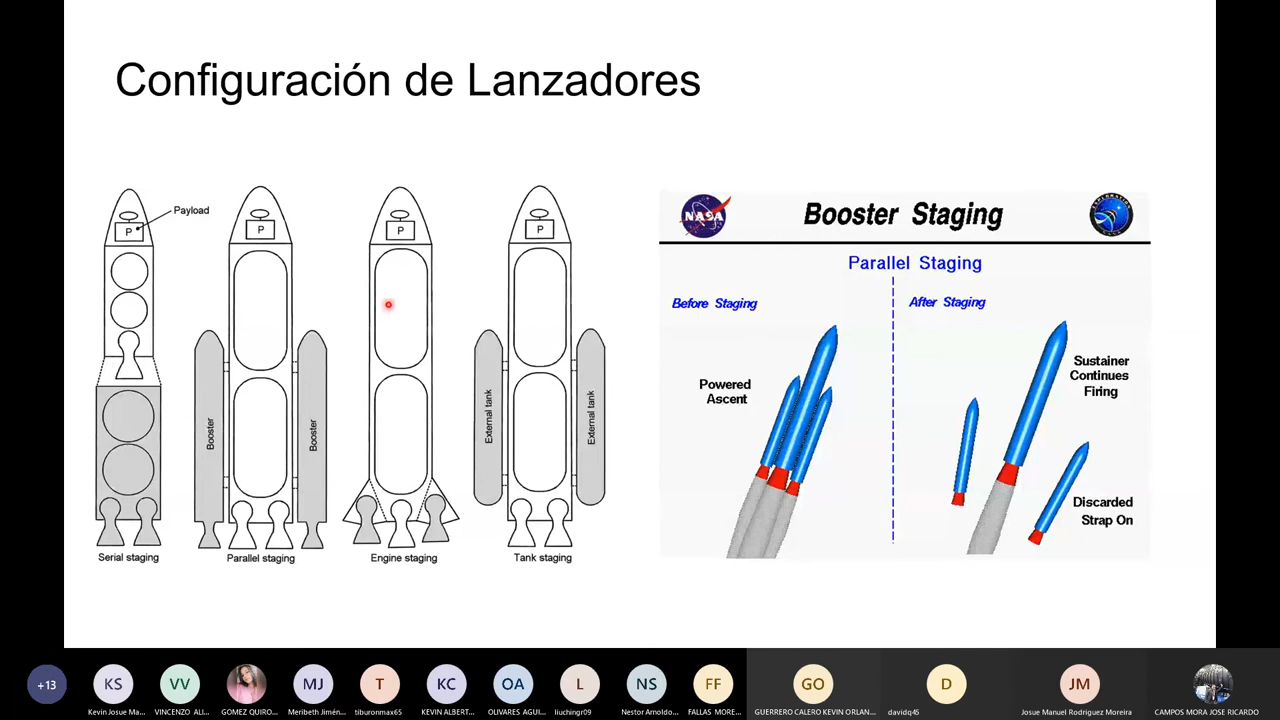 Configuración de Lanzadores
Payload
P
P
P
P
Booster
Booster
External tank
External tank
Serial staging
Parallel staging
Engine staging
Tank staging
NASA
Booster Staging
Parallel Staging
Before Staging
After Staging
Powered
Ascent
Sustainer
Continues
Firing
Discarded
Strap On
+13
KS
VV
MJ
T
KC
OA
L
NS
FF
GO
D
JM
Kevin Josue Ma...
VINCENZO ALI...
GOMEZ QUIRO...
Meribeth Jimén...
tiburonmax65
KEVIN ALBERT...
OLIVARES AGUI...
liuchingr09
Nestor Arnoldo...
FALLAS MORE...
GUERRERO CALERO KEVIN ORLAN...
davidq45
Josue Manuel Rodriguez Moreira
CAMPOS MORA JOSE RICARDO